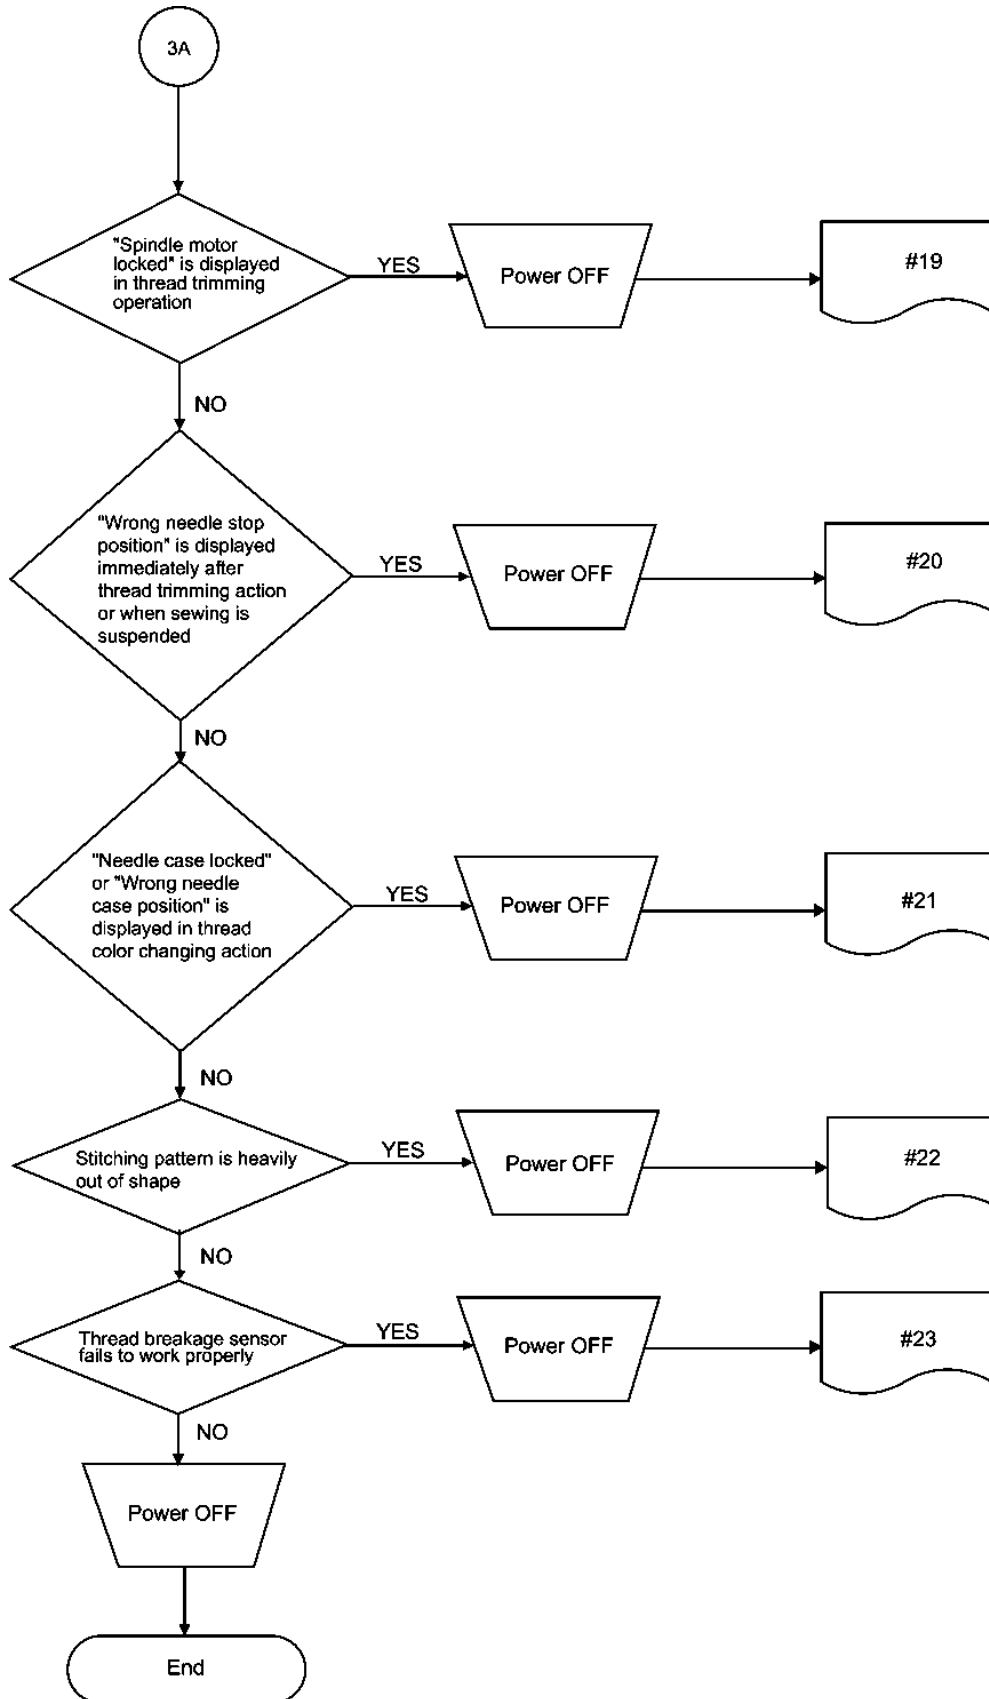 3A
"Spindle motor
locked" is displayed
in thread trimming
operation
YES
Power OFF
#19
NO
"Wrong needle stop
position" is displayed
immediately after
thread trimming action
or when sewing is
suspended
YES
Power OFF
#20
NO
"Needle case locked"
or "Wrong needle
case position" is
displayed in thread
color changing action
YES
Power OFF
#21
NO
Stitching pattern is heavily
out of shape
YES
Power OFF
#22
NO
Thread breakage sensor
fails to work properly
YES
Power OFF
#23
NO
Power OFF
End